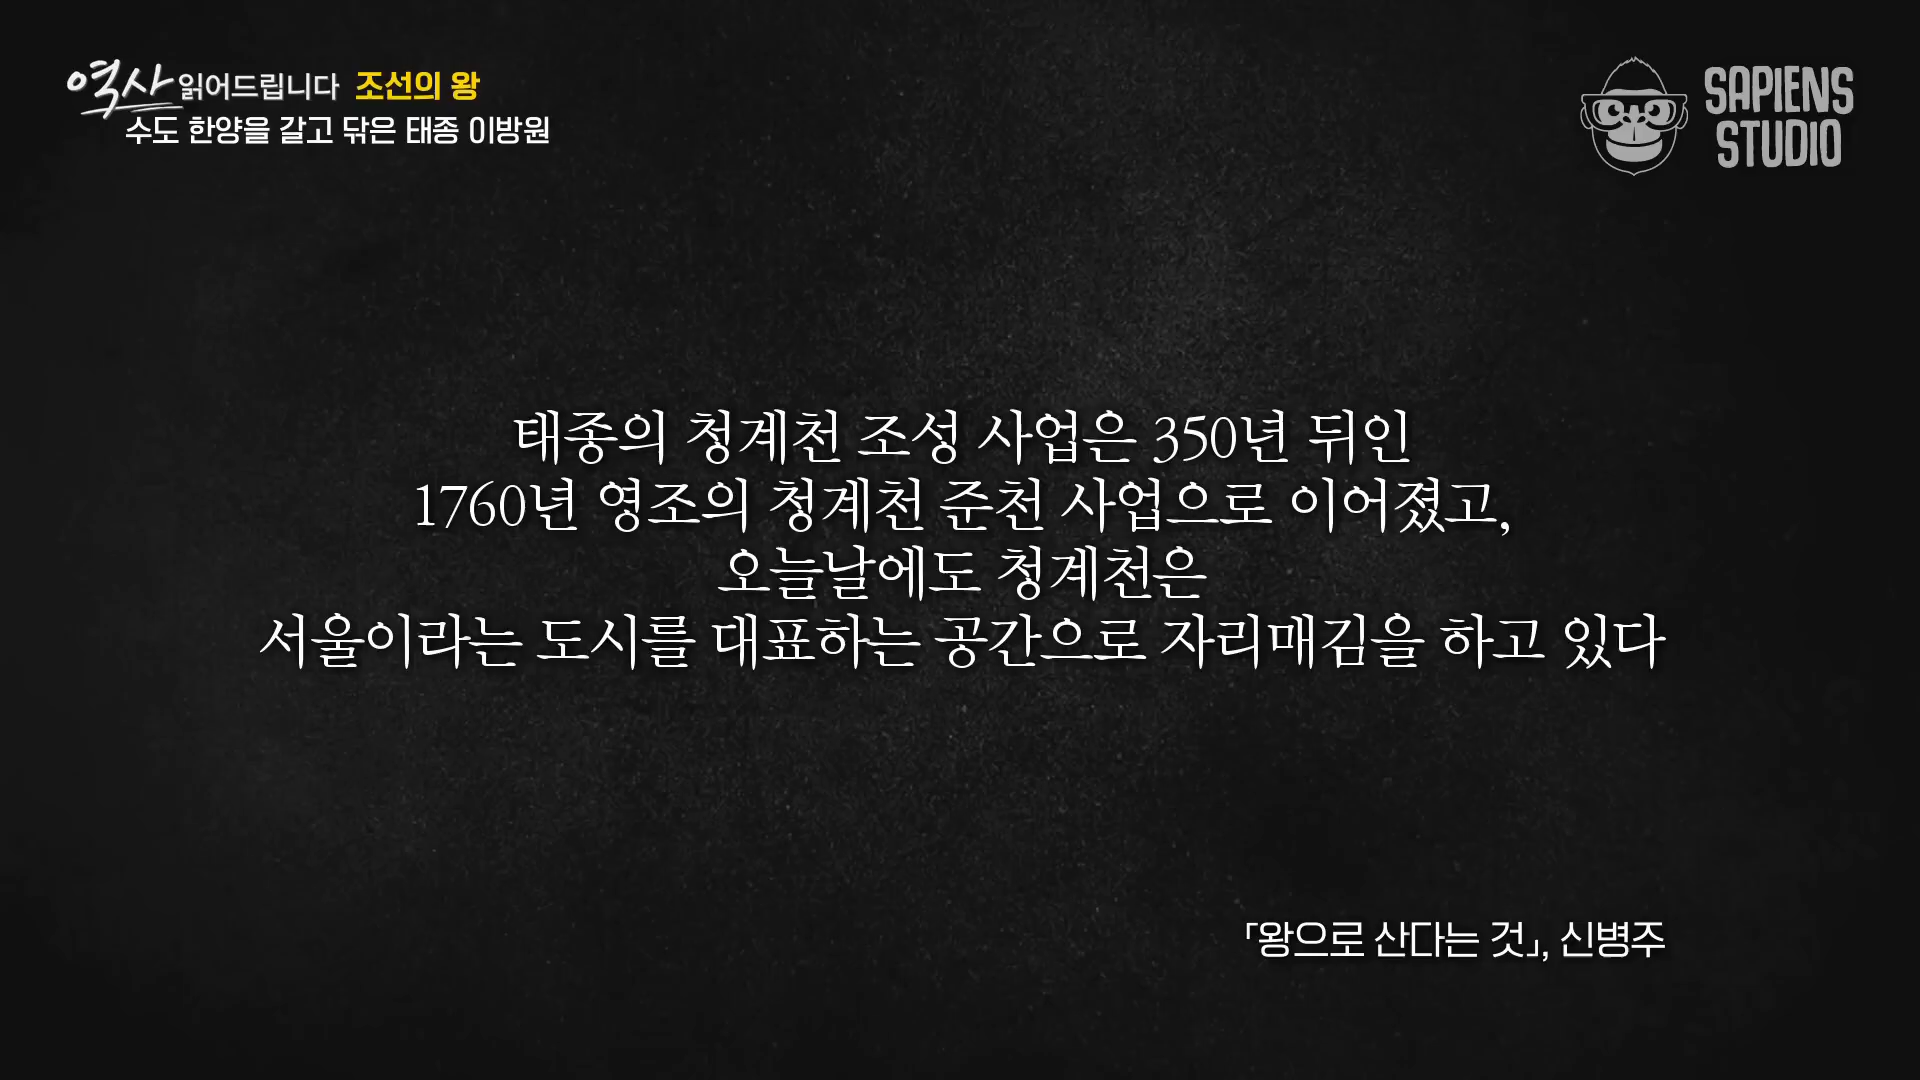 역사 읽어드립니다 조선의 왕
수도 한양을 갈고 닦은 태종 이방원
SAPIENS
STUDIO
태종의 청계천 조성 사업은 350년 뒤인
1760년 영조의 청계천 준천 사업으로 이어졌고,
오늘날에도 청계천은
서울이라는 도시를 대표하는 공간으로 자리매김을 하고 있다
「왕으로 산다는 것」, 신병주